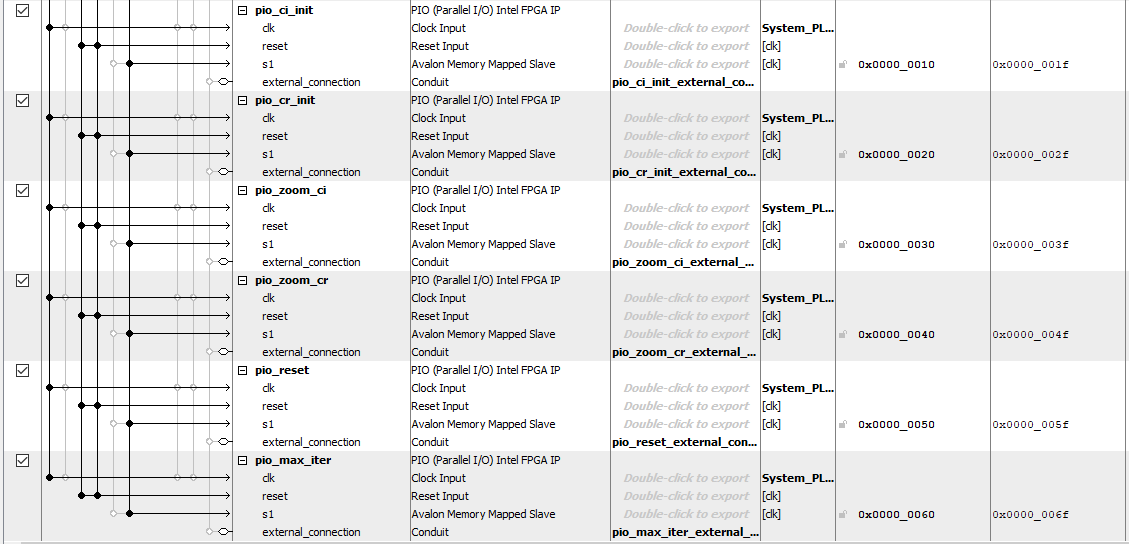 pio_ci_init PIO (Parallel I/O) Intel FPGA IP
clk Clock Input Double-click to export System_PL...
reset Reset Input Double-click to export [clk]
s1 Avalon Memory Mapped Slave Double-click to export [clk] 0x0000_0010 0x0000_001f
external_connection Conduit pio_ci_init_external_co...
pio_cr_init PIO (Parallel I/O) Intel FPGA IP
clk Clock Input Double-click to export System_PL...
reset Reset Input Double-click to export [clk]
s1 Avalon Memory Mapped Slave Double-click to export [clk] 0x0000_0020 0x0000_002f
external_connection Conduit pio_cr_init_external_co...
pio_zoom_ci PIO (Parallel I/O) Intel FPGA IP
clk Clock Input Double-click to export System_PL...
reset Reset Input Double-click to export [clk]
s1 Avalon Memory Mapped Slave Double-click to export [clk] 0x0000_0030 0x0000_003f
external_connection Conduit pio_zoom_ci_external_...
pio_zoom_cr PIO (Parallel I/O) Intel FPGA IP
clk Clock Input Double-click to export System_PL...
reset Reset Input Double-click to export [clk]
s1 Avalon Memory Mapped Slave Double-click to export [clk] 0x0000_0040 0x0000_004f
external_connection Conduit pio_zoom_cr_external_...
pio_reset PIO (Parallel I/O) Intel FPGA IP
clk Clock Input Double-click to export System_PL...
reset Reset Input Double-click to export [clk]
s1 Avalon Memory Mapped Slave Double-click to export [clk] 0x0000_0050 0x0000_005f
external_connection Conduit pio_reset_external_con...
pio_max_iter PIO (Parallel I/O) Intel FPGA IP
clk Clock Input Double-click to export System_PL...
reset Reset Input Double-click to export [clk]
s1 Avalon Memory Mapped Slave Double-click to export [clk] 0x0000_0060 0x0000_006f
external_connection Conduit pio_max_iter_external_...